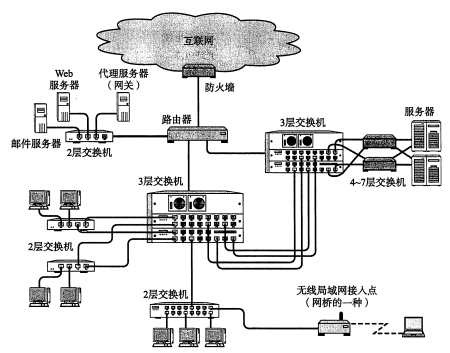 互联网
防火墙
Web
服务器
代理服务器
（网关）
邮件服务器
2层交换机
路由器
3层交换机
服务器
4~7层交换机
3层交换机
2层交换机
2层交换机
无线局域网接入点
（网桥的一种）